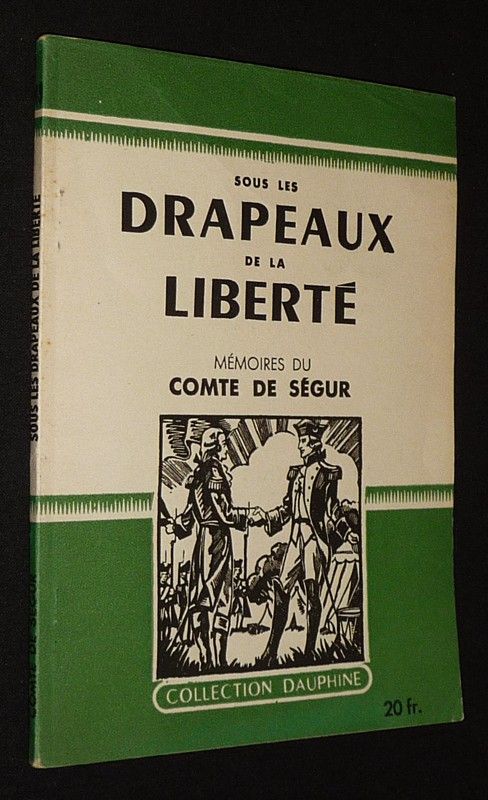 SOUS LES
DRAPEAUX
DE LA
LIBERTÉ
MÉMOIRES DU
COMTE DE SÉGUR
COLLECTION DAUPHINE
20 fr.
SOUS LES DRAPEAUX DE LA LIBERTÉ
COMTE DE SÉGUR